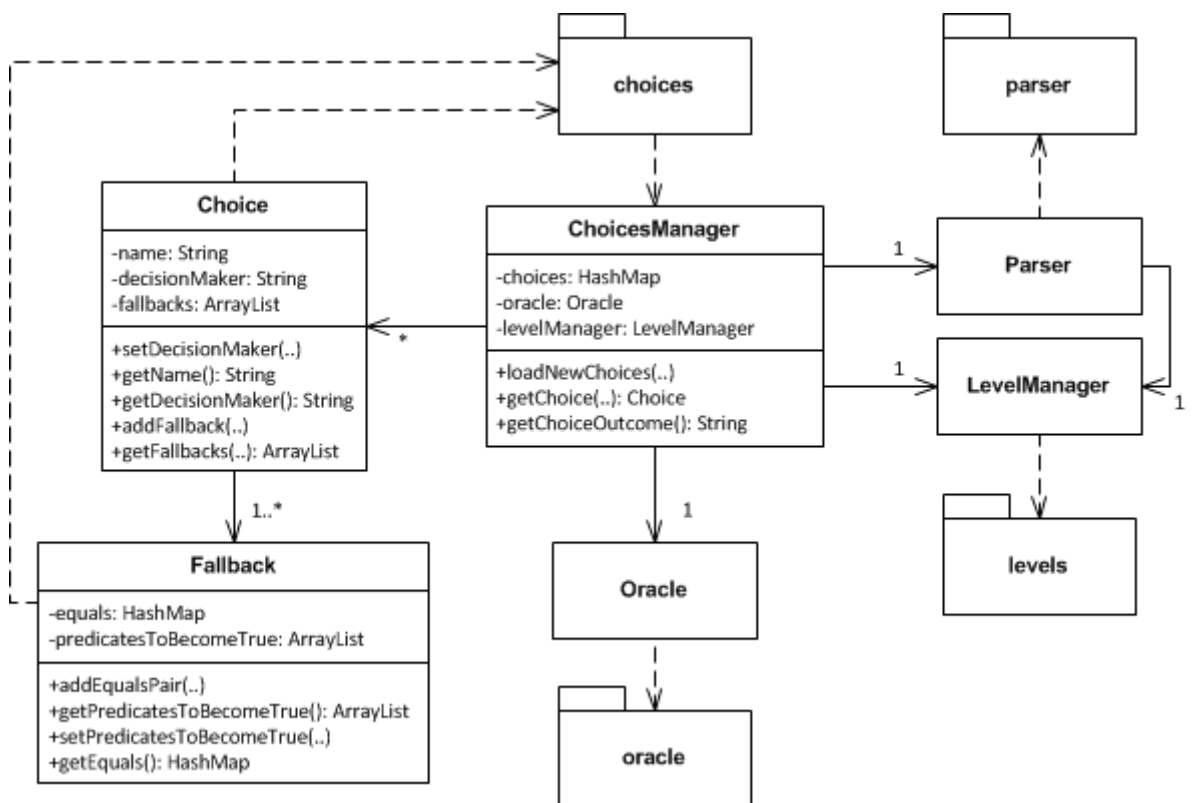 choices
parser
Choice
-name: String
-decisionMaker: String
-fallbacks: ArrayList
+setDecisionMaker(..)
+getName(): String
+getDecisionMaker(): String
+addFallback(..)
+getFallbacks(..): ArrayList
ChoicesManager
-choices: HashMap
-oracle: Oracle
-levelManager: LevelManager
+loadNewChoices(..)
+getChoice(..): Choice
+getChoiceOutcome(): String
*
1
Parser
1
LevelManager
1
1..*
1
Fallback
-equals: HashMap
-predicatesToBecomeTrue: ArrayList
+addEqualsPair(..)
+getPredicatesToBecomeTrue(): ArrayList
+setPredicatesToBecomeTrue(..)
+getEquals(): HashMap
Oracle
levels
oracle